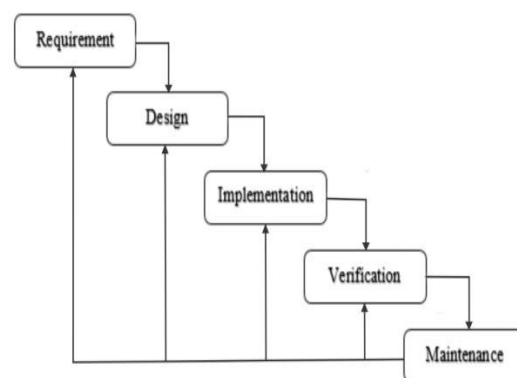 Requirement
Design
Implementation
Verification
Maintenance